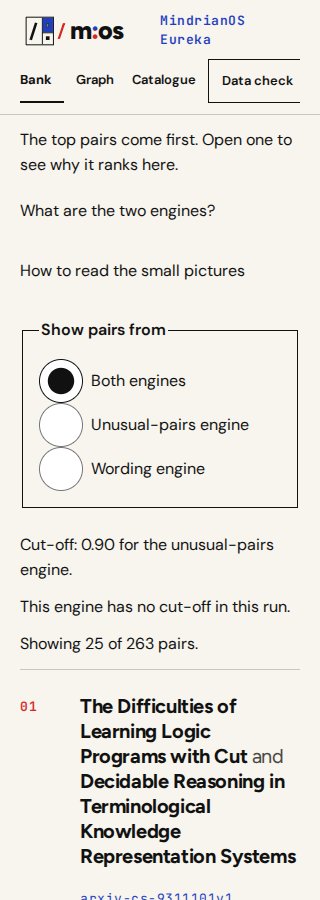 m:os
MindrianOS
Eureka
Bank
Graph
Catalogue
Data check
The top pairs come first. Open one to
see why it ranks here.
What are the two engines?
How to read the small pictures
Show pairs from
Both engines
Unusual-pairs engine
Wording engine
Cut-off: 0.90 for the unusual-pairs
engine.
This engine has no cut-off in this run.
Showing 25 of 263 pairs.
01
The Difficulties of
Learning Logic
Programs with Cut and
Decidable Reasoning in
Terminological
Knowledge
Representation Systems
arxiv-cs-9311101v1